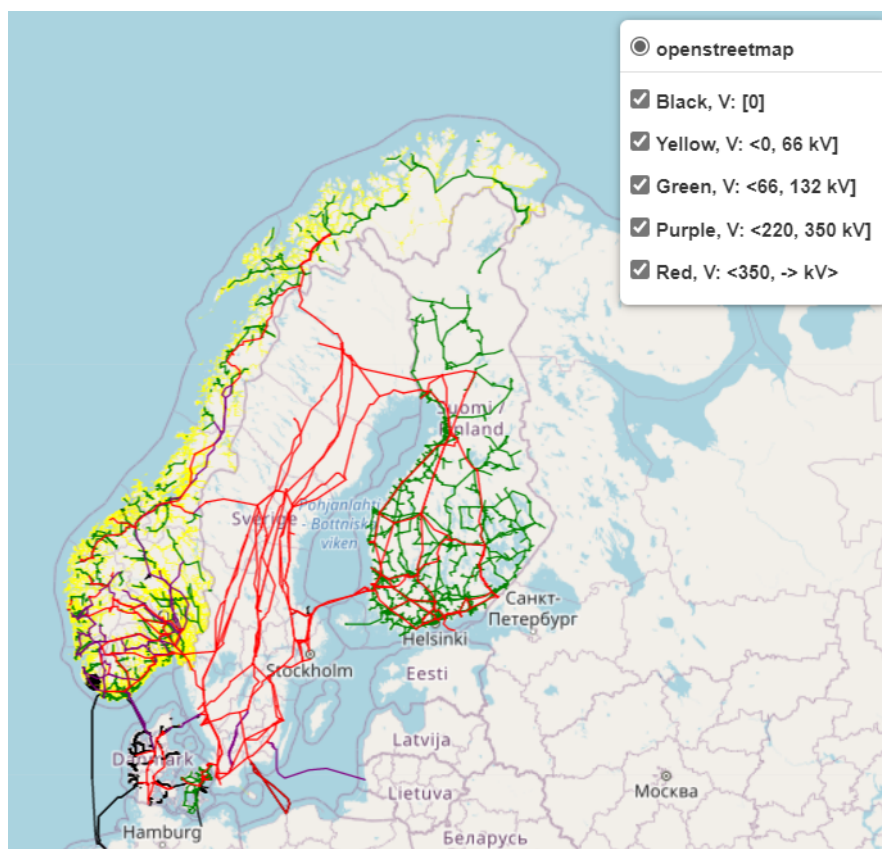 openstreetmap
Black, V: [0]
Yellow, V: <0, 66 kV]
Green, V: <66, 132 kV]
Purple, V: <220, 350 kV]
Red, V: <350, -> kV>
Suomi /
Finland
Pohjanlahti
- Bottniska
viken
Sverige
Санкт-
Петербург
Helsinki
Stockholm
Eesti
Latvija
Danmark
Lietuva
Москва
Hamburg
Беларусь